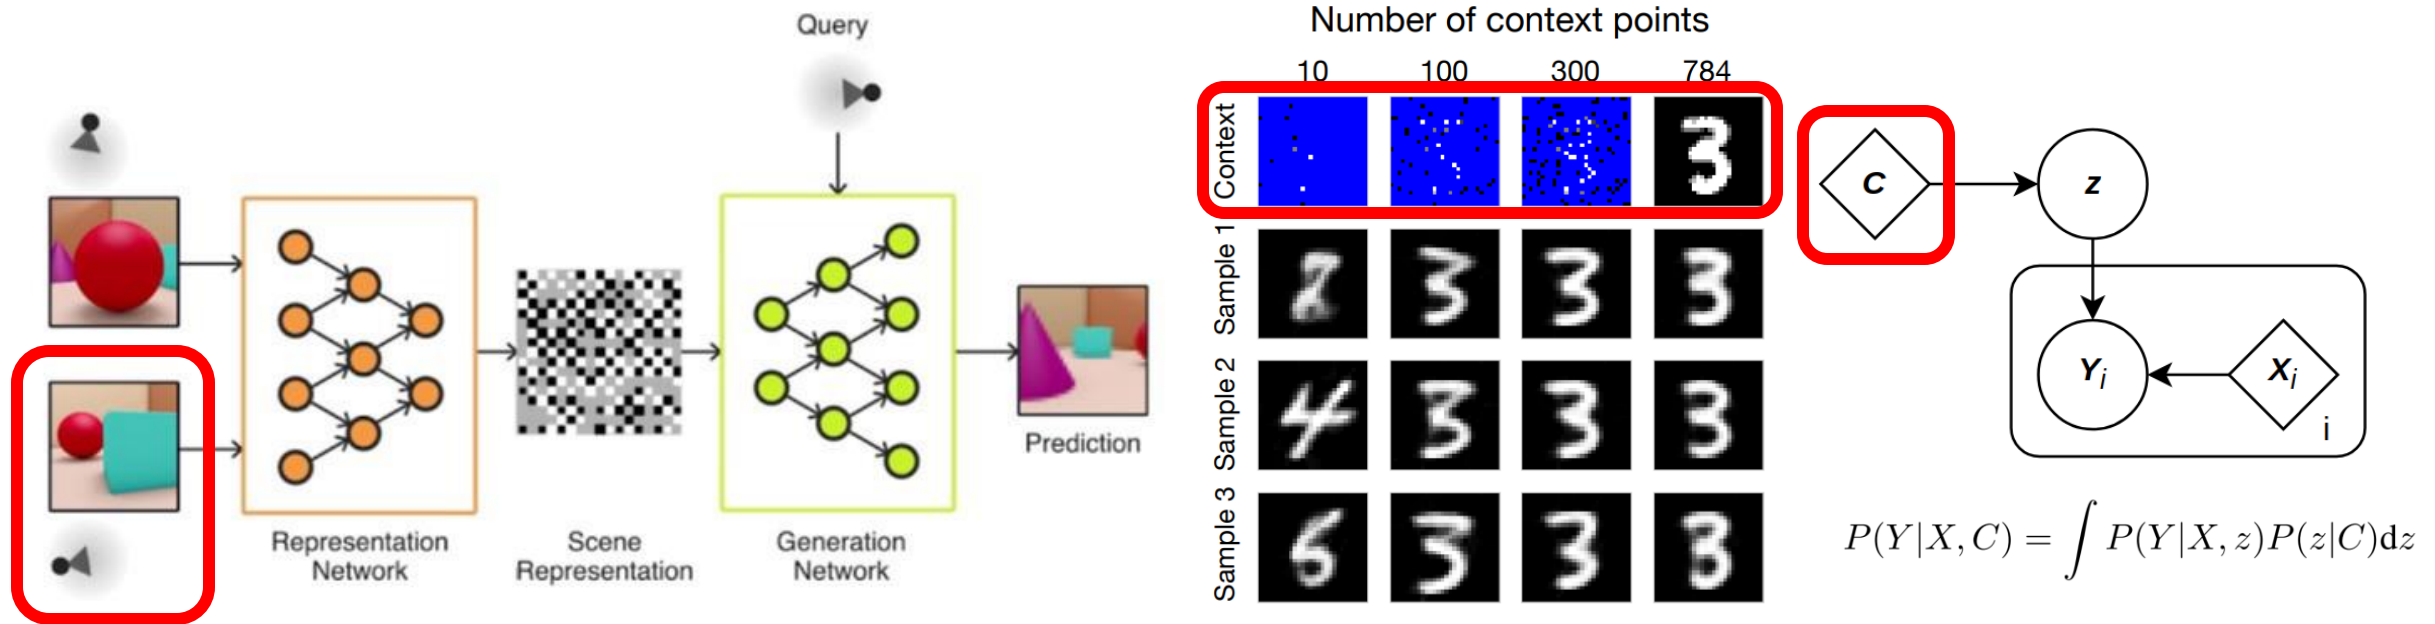 Query
Representation
Network
Scene
Representation
Generation
Network
Prediction
Number of context points
10 100 300 784
Context
Sample 1
Sample 2
Sample 3
C
z
Y_i
X_i
i
P(Y|X, C) = ∫ P(Y|X, z)P(z|C)dz